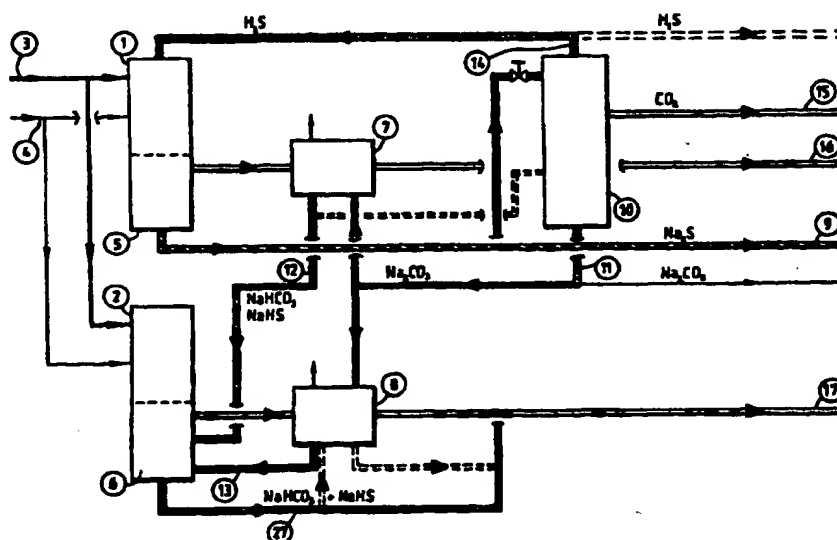 H₂S
H₂S
3
1
14
4
7
CO₂
15
16
10
5
Na₂S
9
12
Na₂CO₃
11
Na₂CO₃
2
NaHCO₃
NaHS
8
17
6
13
NaHCO₃ + NaHS
27